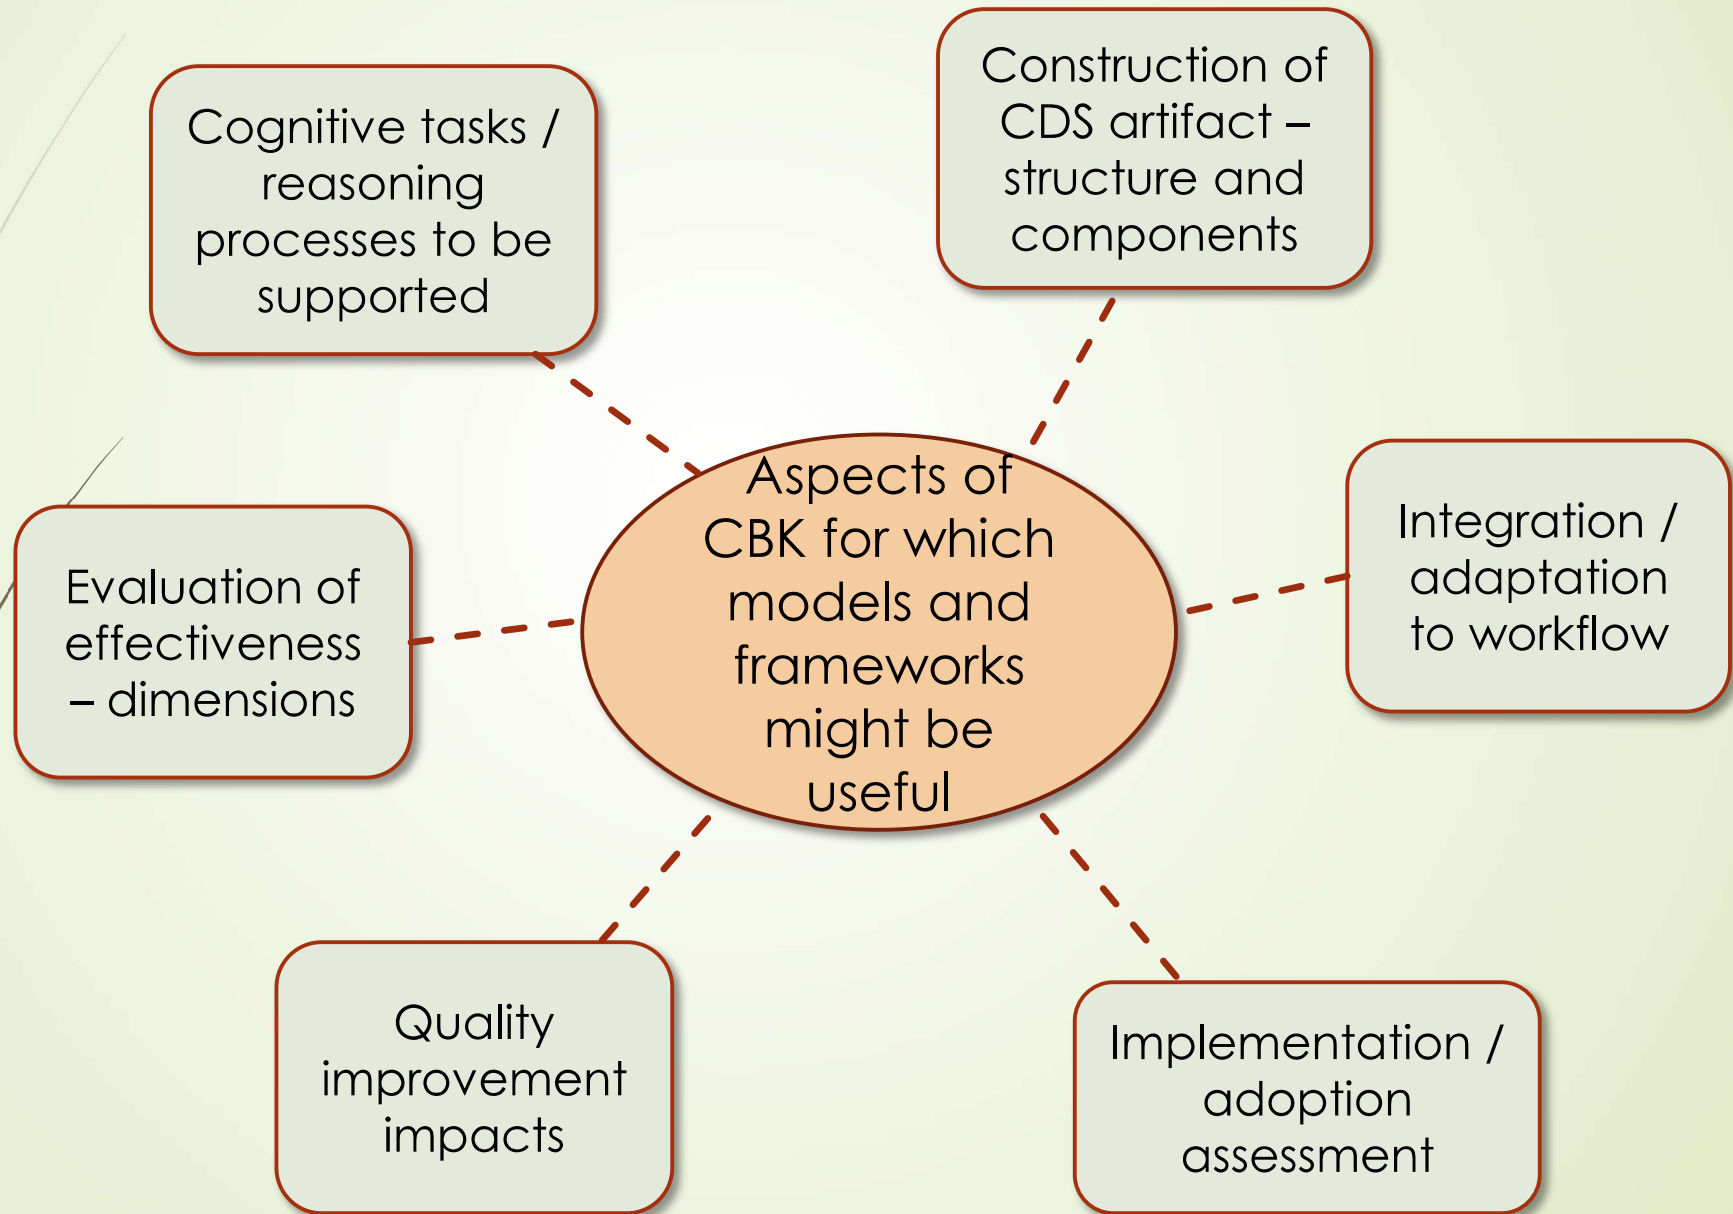 Cognitive tasks /
reasoning
processes to be
supported
Construction of
CDS artifact –
structure and
components
Aspects of
CBK for which
models and
frameworks
might be
useful
Integration /
adaptation
to workflow
Evaluation of
effectiveness
– dimensions
Quality
improvement
impacts
Implementation /
adoption
assessment